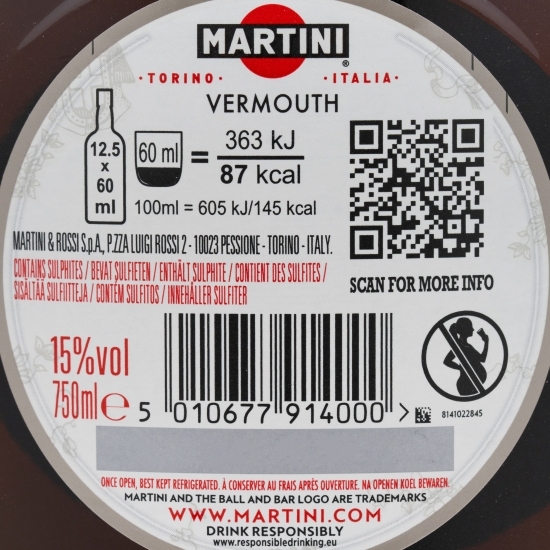 MARTINI
®
· TORINO · · ITALIA ·
VERMOUTH
12.5 x 60 ml
60 ml
=
363 kJ
87 kcal
100ml = 605 kJ/145 kcal
MARTINI & ROSSI S.p.A, P.ZZA LUIGI ROSSI 2 - 10023 PESSIONE - TORINO - ITALY.
CONTAINS SULPHITES / BEVAT SULFIETEN / ENTHÄLT SULPHITE / CONTIENT DES SULFITES /
SISÄLTÄÄ SULFIITTEJA / CONTÉM SULFITOS / INNEHÅLLER SULFITER
SCAN FOR MORE INFO
15%vol
750ml e
5 010677 914000 >
8141022845
ONCE OPEN, BEST KEPT REFRIGERATED. À CONSERVER AU FRAIS APRÈS OUVERTURE. NA OPENEN KOEL BEWAREN.
MARTINI AND THE BALL AND BAR LOGO ARE TRADEMARKS
WWW.MARTINI.COM
DRINK RESPONSIBLY
www.responsibledrinking.eu